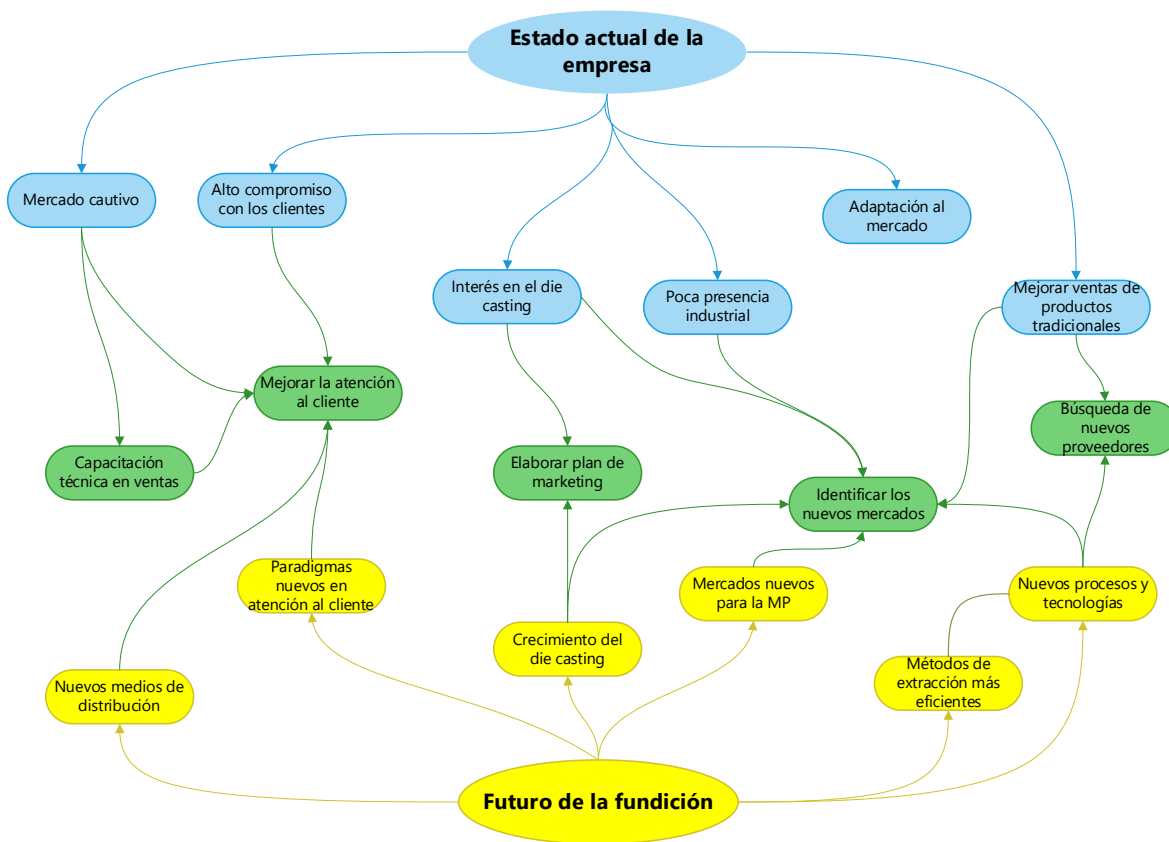 Estado actual de la
empresa
Mercado cautivo
Alto compromiso
con los clientes
Adaptación al
mercado
Interés en el die
casting
Poca presencia
industrial
Mejorar ventas de
productos
tradicionales
Mejorar la atención
al cliente
Búsqueda de
nuevos
proveedores
Capacitación
técnica en ventas
Elaborar plan de
marketing
Identificar los
nuevos mercados
Paradigmas
nuevos en
atención al cliente
Mercados nuevos
para la MP
Nuevos procesos y
tecnologías
Crecimiento del
die casting
Nuevos medios de
distribución
Métodos de
extracción más
eficientes
Futuro de la fundición